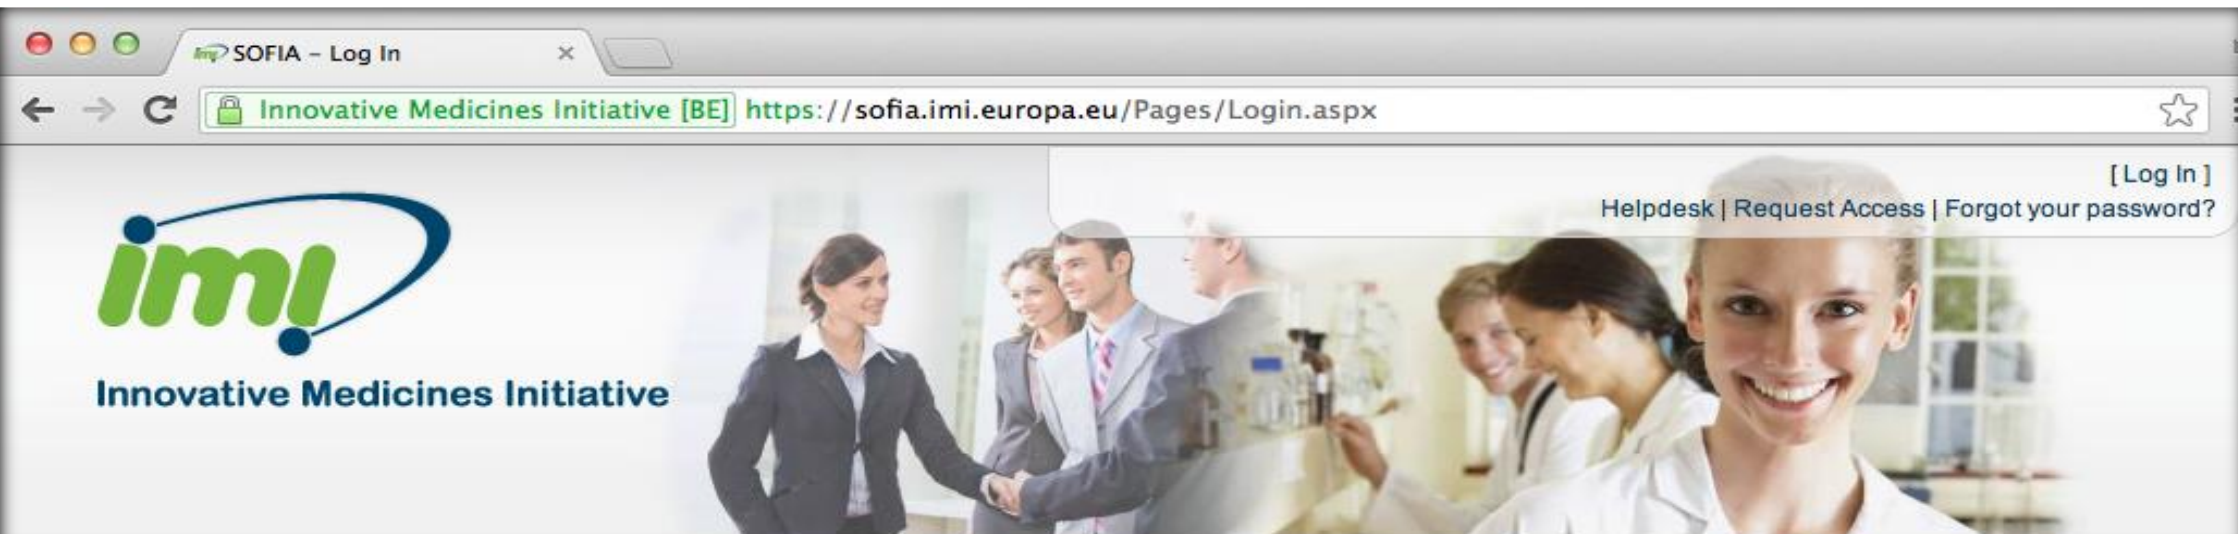 SOFIA – Log In
Innovative Medicines Initiative [BE] https://sofia.imi.europa.eu/Pages/Login.aspx
[ Log In ]
Helpdesk | Request Access | Forgot your password?
imi
Innovative Medicines Initiative